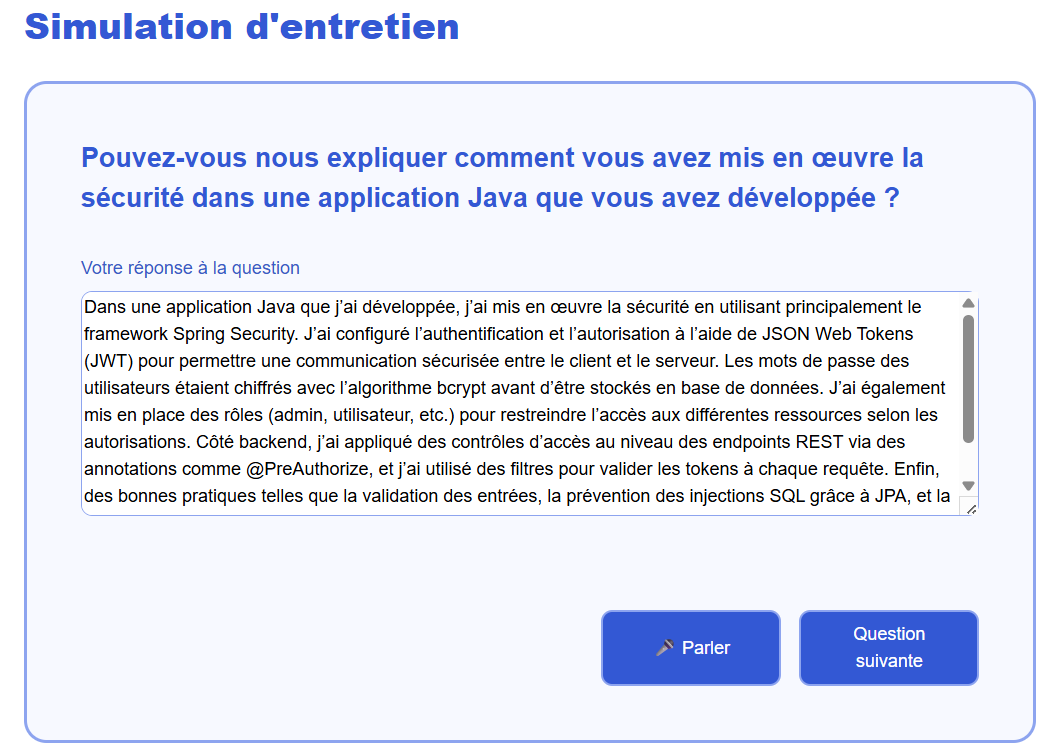 Simulation d'entretien
Pouvez-vous nous expliquer comment vous avez mis en œuvre la
sécurité dans une application Java que vous avez développée ?
Votre réponse à la question
Dans une application Java que j’ai développée, j’ai mis en œuvre la sécurité en utilisant principalement le
framework Spring Security. J’ai configuré l’authentification et l’autorisation à l’aide de JSON Web Tokens
(JWT) pour permettre une communication sécurisée entre le client et le serveur. Les mots de passe des
utilisateurs étaient chiffrés avec l’algorithme bcrypt avant d’être stockés en base de données. J’ai également
mis en place des rôles (admin, utilisateur, etc.) pour restreindre l’accès aux différentes ressources selon les
autorisations. Côté backend, j’ai appliqué des contrôles d’accès au niveau des endpoints REST via des
annotations comme @PreAuthorize, et j’ai utilisé des filtres pour valider les tokens à chaque requête. Enfin,
des bonnes pratiques telles que la validation des entrées, la prévention des injections SQL grâce à JPA, et la
🎤 Parler
Question
suivante